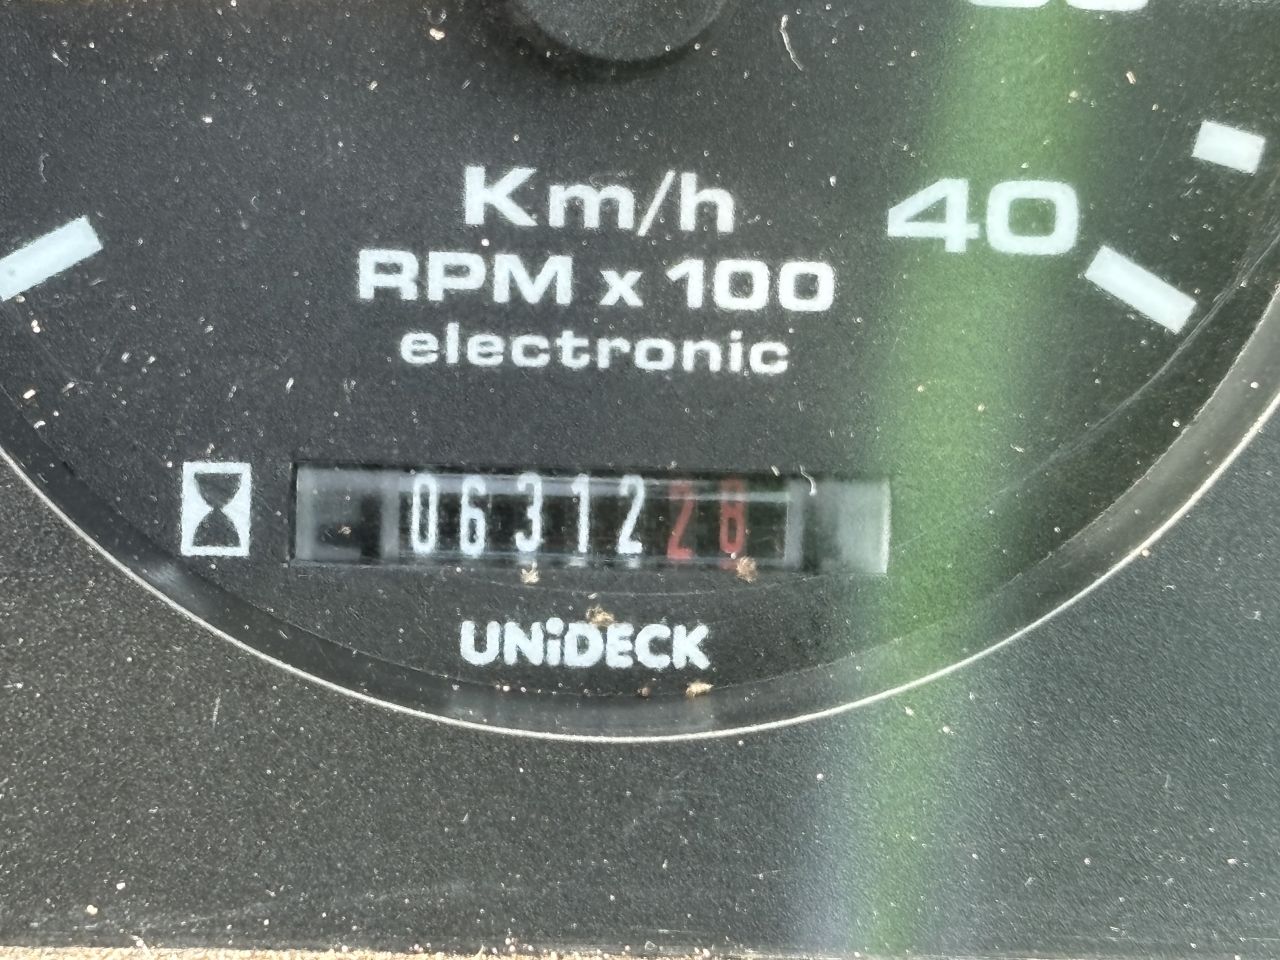 Km/h
40
RPM x 100
electronic
0631228
UNiDECK